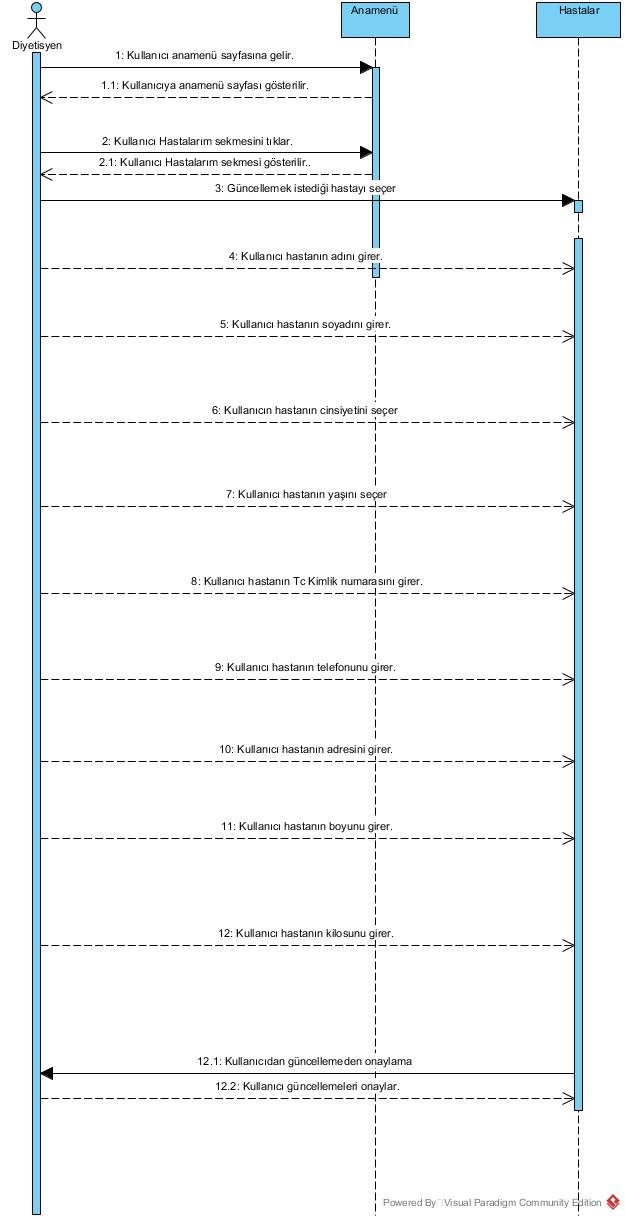 Diyetisyen
Anamenü
Hastalar
1: Kullanıcı anamenü sayfasına gelir.
1.1: Kullanıcıya anamenü sayfası gösterilir.
2: Kullanıcı Hastalarım sekmesini tıklar.
2.1: Kullanıcı Hastalarım sekmesi gösterilir..
3: Güncellemek istediği hastayı seçer
4: Kullanıcı hastanın adını girer.
5: Kullanıcı hastanın soyadını girer.
6: Kullanıcın hastanın cinsiyetini seçer
7: Kullanıcı hastanın yaşını seçer
8: Kullanıcı hastanın Tc Kimlik numarasını girer.
9: Kullanıcı hastanın telefonunu girer.
10: Kullanıcı hastanın adresini girer.
11: Kullanıcı hastanın boyunu girer.
12: Kullanıcı hastanın kilosunu girer.
12.1: Kullanıcıdan güncellemeden onaylama
12.2: Kullanıcı güncellemeleri onaylar.
Powered By Visual Paradigm Community Edition